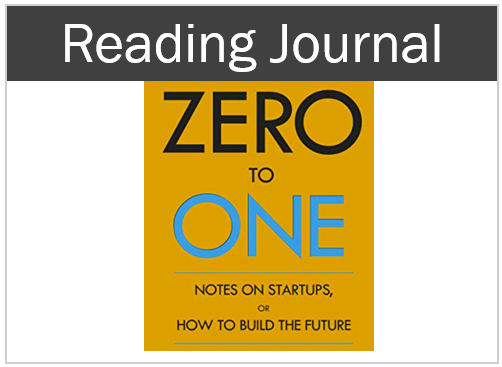 Reading Journal
ZERO
TO
ONE
NOTES ON STARTUPS,
OR
HOW TO BUILD THE FUTURE